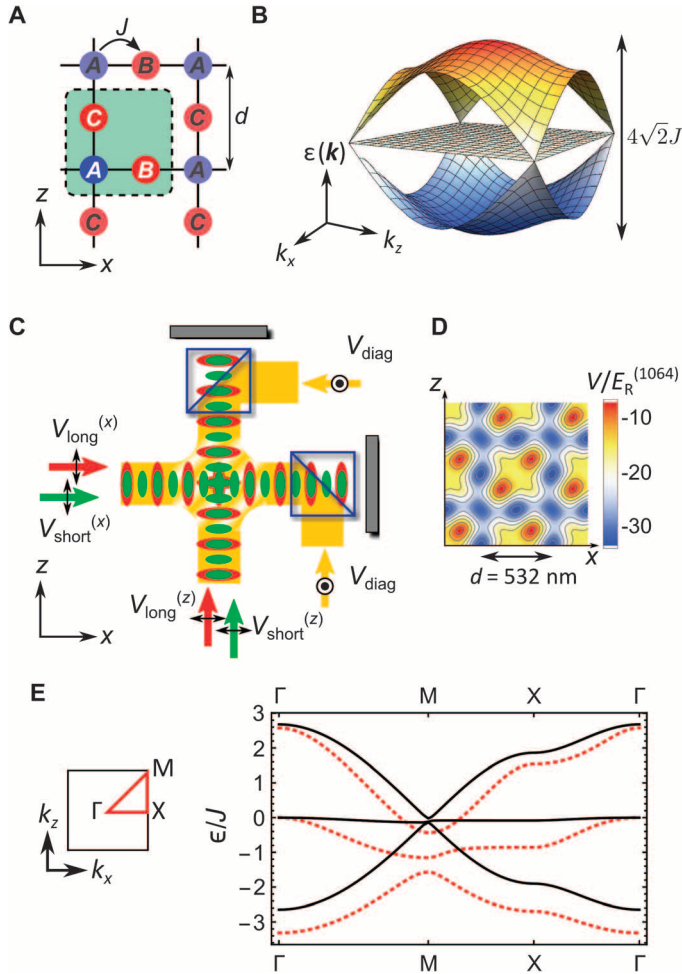 A
J
A B A
C C
d
A B A
C C
z
x
B
ε(k)
4√2J
k_x
k_z
C
V_diag
V_long^(x)
V_short^(x)
V_diag
z
x
V_long^(z)
V_short^(z)
D
z
V/E_R^(1064)
-10
-20
-30
x
d = 532 nm
E
Γ M X Γ
M
Γ X
k_z
k_x
ϵ/J
3
2
1
0
−1
−2
−3
Γ M X Γ